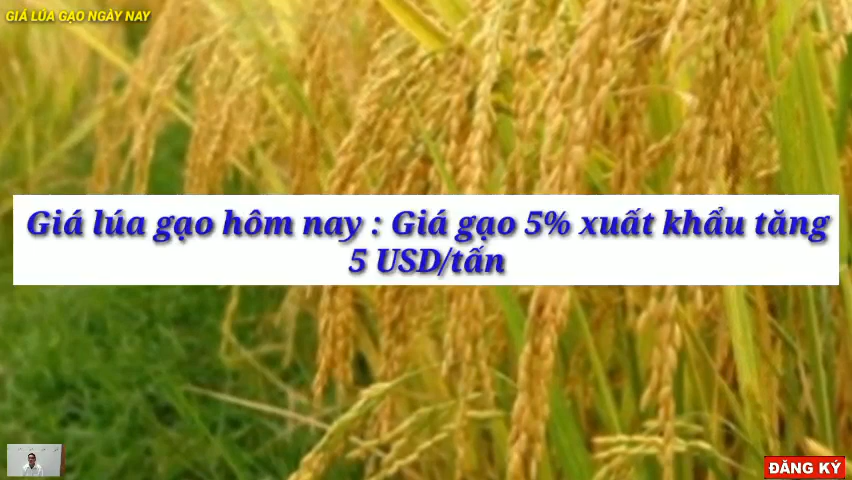 GIÁ LÚA GẠO NGÀY NAY
Giá lúa gạo hôm nay : Giá gạo 5% xuất khẩu tăng
5 USD/tấn
ĐĂNG KÝ